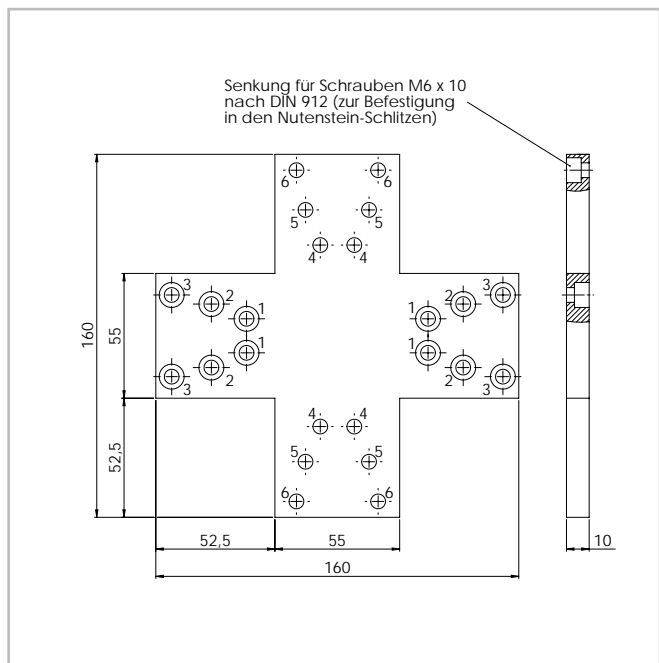 Senkung für Schrauben M6 x 10
nach DIN 912 (zur Befestigung
in den Nutenstein-Schlitzen)
6 6
5 5
4 4
3 2 1 1 2 3
3 2 1 1 2 3
4 4
5 5
6 6
160
55
52,5
52,5 55 10
160